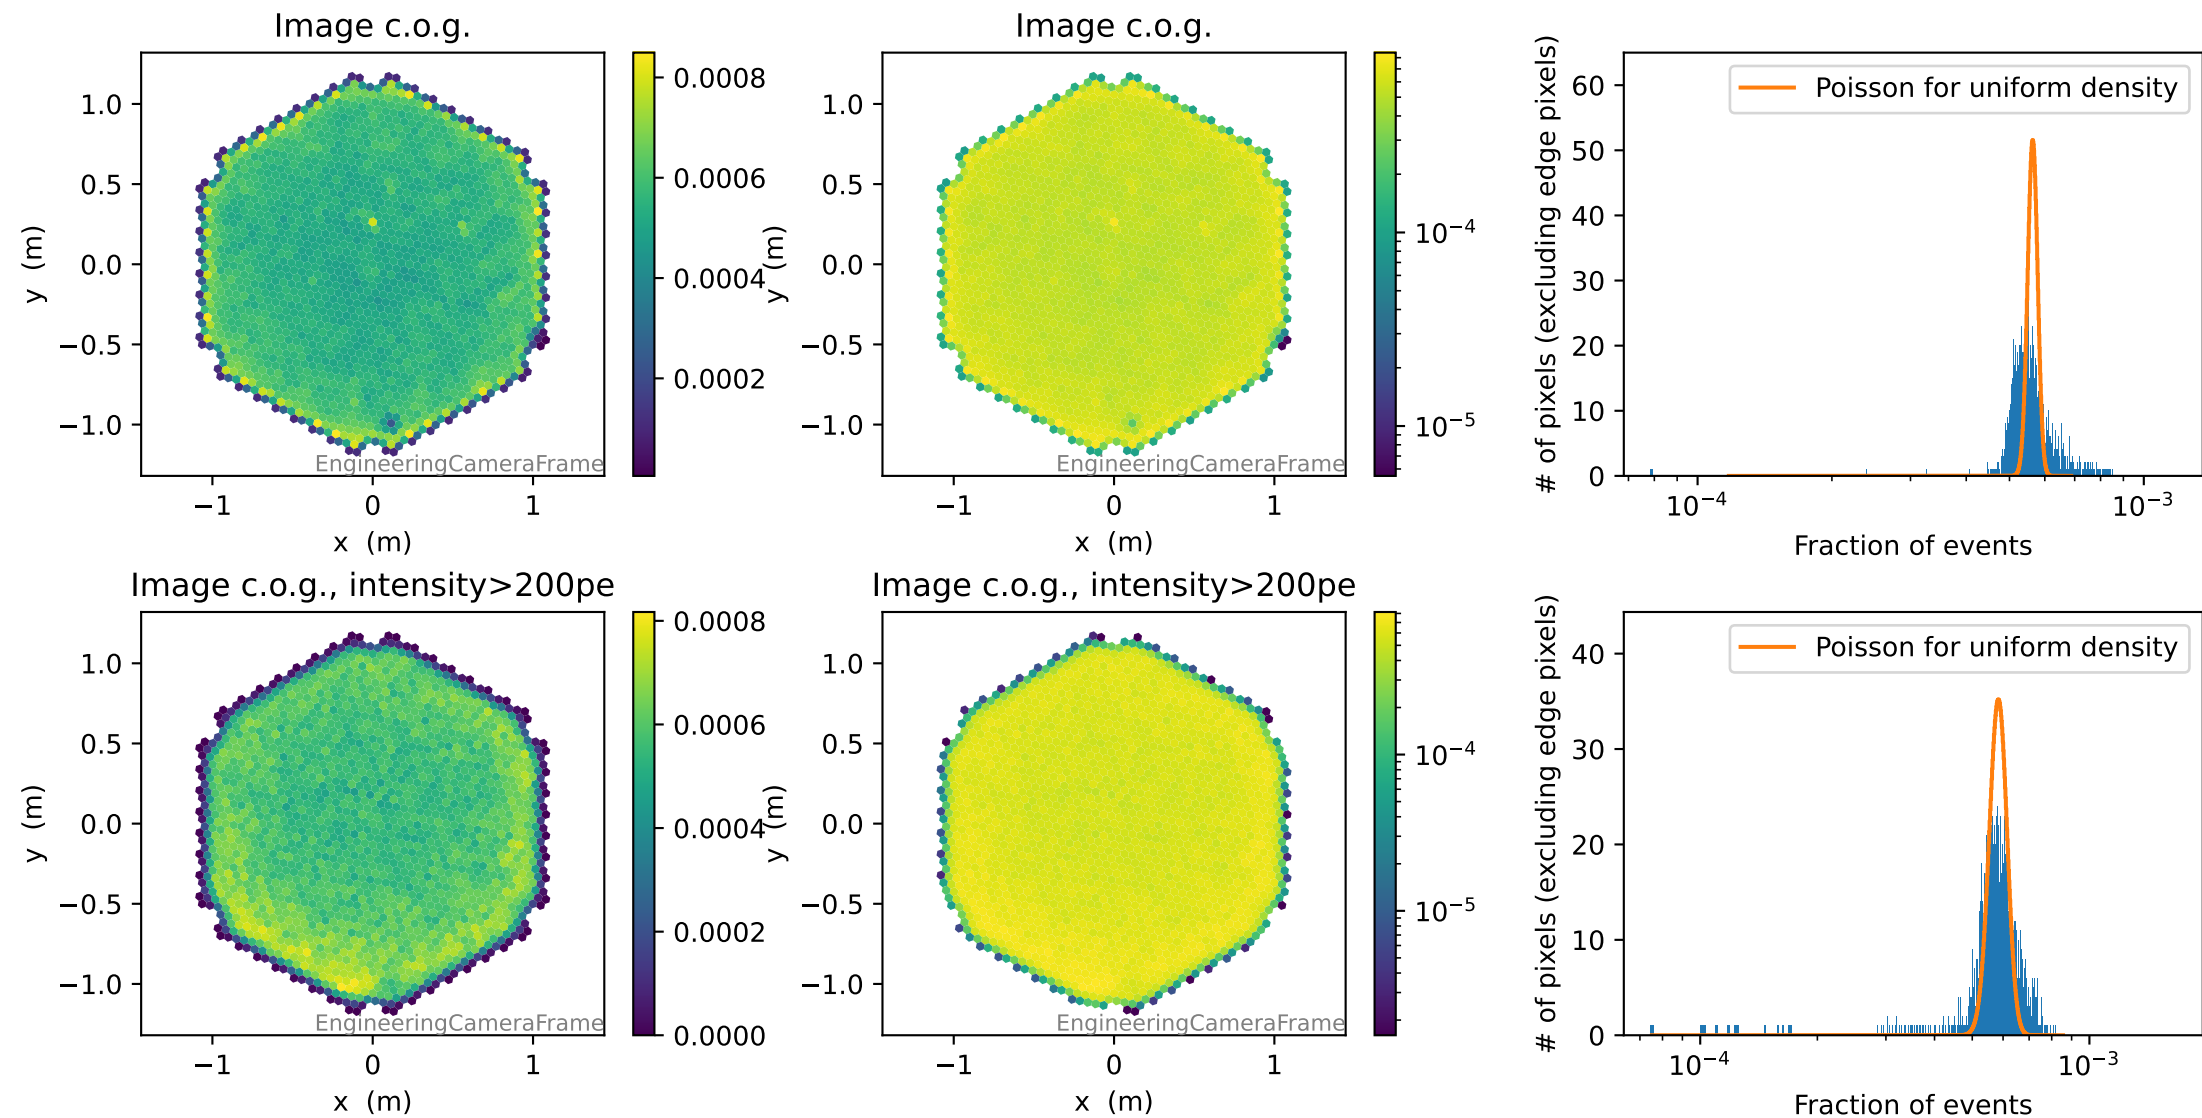 Image c.o.g.
1.0
0.5
0.0
−0.5
−1.0
y (m)
−1 0 1
x (m)
EngineeringCameraFrame
0.0008
0.0006
0.0004
0.0002
Image c.o.g.
1.0
0.5
0.0
−0.5
−1.0
y (m)
−1 0 1
x (m)
EngineeringCameraFrame
10−4
10−5
Poisson for uniform density
60
50
40
30
20
10
0
# of pixels (excluding edge pixels)
10−4 10−3
Fraction of events
Image c.o.g., intensity>200pe
1.0
0.5
0.0
−0.5
−1.0
y (m)
−1 0 1
x (m)
EngineeringCameraFrame
0.0008
0.0006
0.0004
0.0002
0.0000
Image c.o.g., intensity>200pe
1.0
0.5
0.0
−0.5
−1.0
y (m)
−1 0 1
x (m)
EngineeringCameraFrame
10−4
10−5
Poisson for uniform density
40
30
20
10
0
# of pixels (excluding edge pixels)
10−4 10−3
Fraction of events